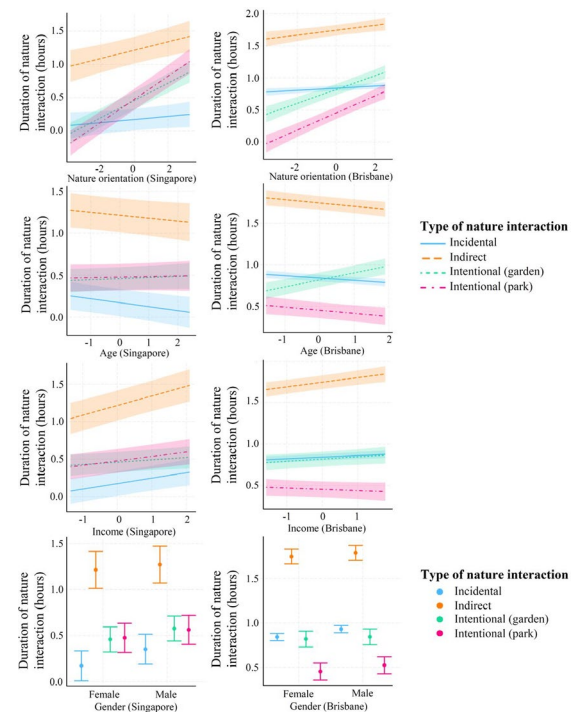 Duration of nature
interaction (hours)
1.5
1.0
0.5
0.0
-2
0
2
Nature orientation (Singapore)
Duration of nature
interaction (hours)
2.0
1.5
1.0
0.5
0.0
-2
0
2
Nature orientation (Brisbane)
Duration of nature
interaction (hours)
1.5
1.0
0.5
0.0
-1
0
1
2
Age (Singapore)
Duration of nature
interaction (hours)
1.5
1.0
0.5
-1
0
1
2
Age (Brisbane)
Type of nature interaction
Incidental
Indirect
Intentional (garden)
Intentional (park)
Duration of nature
interaction (hours)
1.5
1.0
0.5
0.0
-1
0
1
2
Income (Singapore)
Duration of nature
interaction (hours)
1.5
1.0
0.5
-1
0
1
Income (Brisbane)
Duration of nature
interaction (hours)
1.5
1.0
0.5
0.0
Female
Male
Gender (Singapore)
Duration of nature
interaction (hours)
1.5
1.0
0.5
Female
Male
Gender (Brisbane)
Type of nature interaction
Incidental
Indirect
Intentional (garden)
Intentional (park)